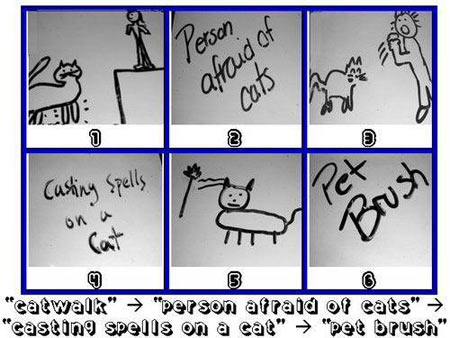 Person
afraid of
cats
1
2
3
Casting Spells
on a
Cat
Pet
Brush
4
5
6
"catwalk" → "person afraid of cats" →
"casting spells on a cat" → "pet brush"